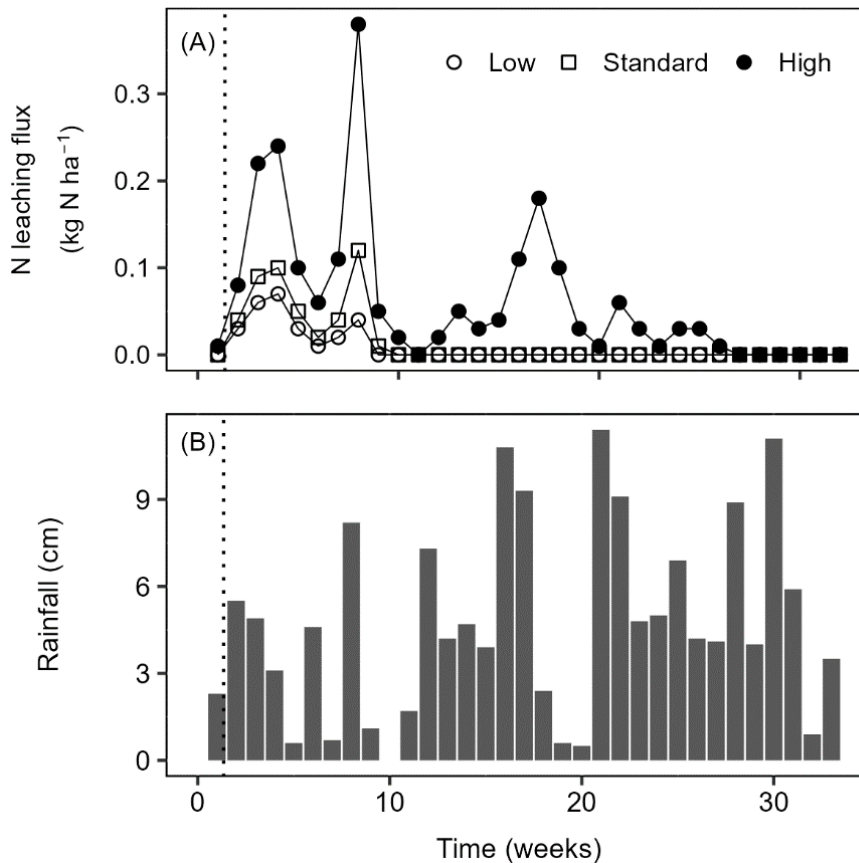 (A)
Low Standard High
N leaching flux
(kg N ha⁻¹)
0.3
0.2
0.1
0.0
(B)
Rainfall (cm)
9
6
3
0
0 10 20 30
Time (weeks)